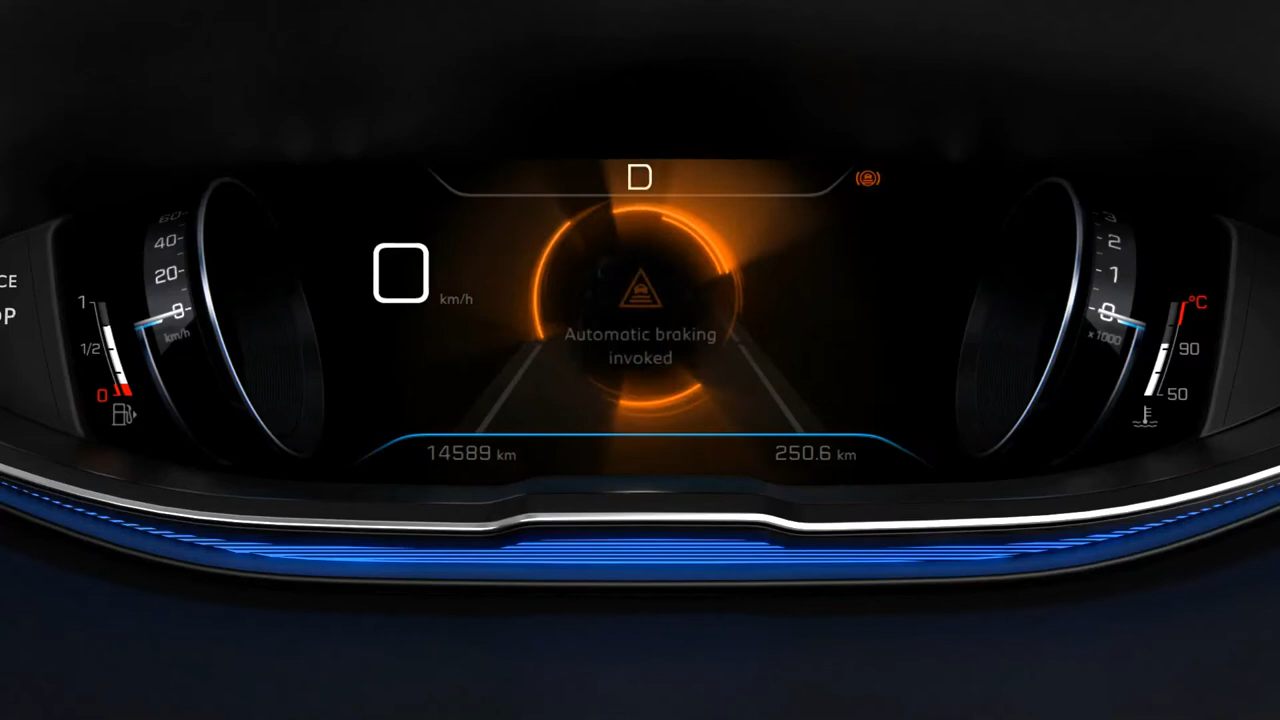 D
CE
OP
60
40
20
0
km/h
1
1/2
0
0
km/h
Automatic braking
invoked
14589 km
250.6 km
3
2
1
0
x1000
°C
90
50